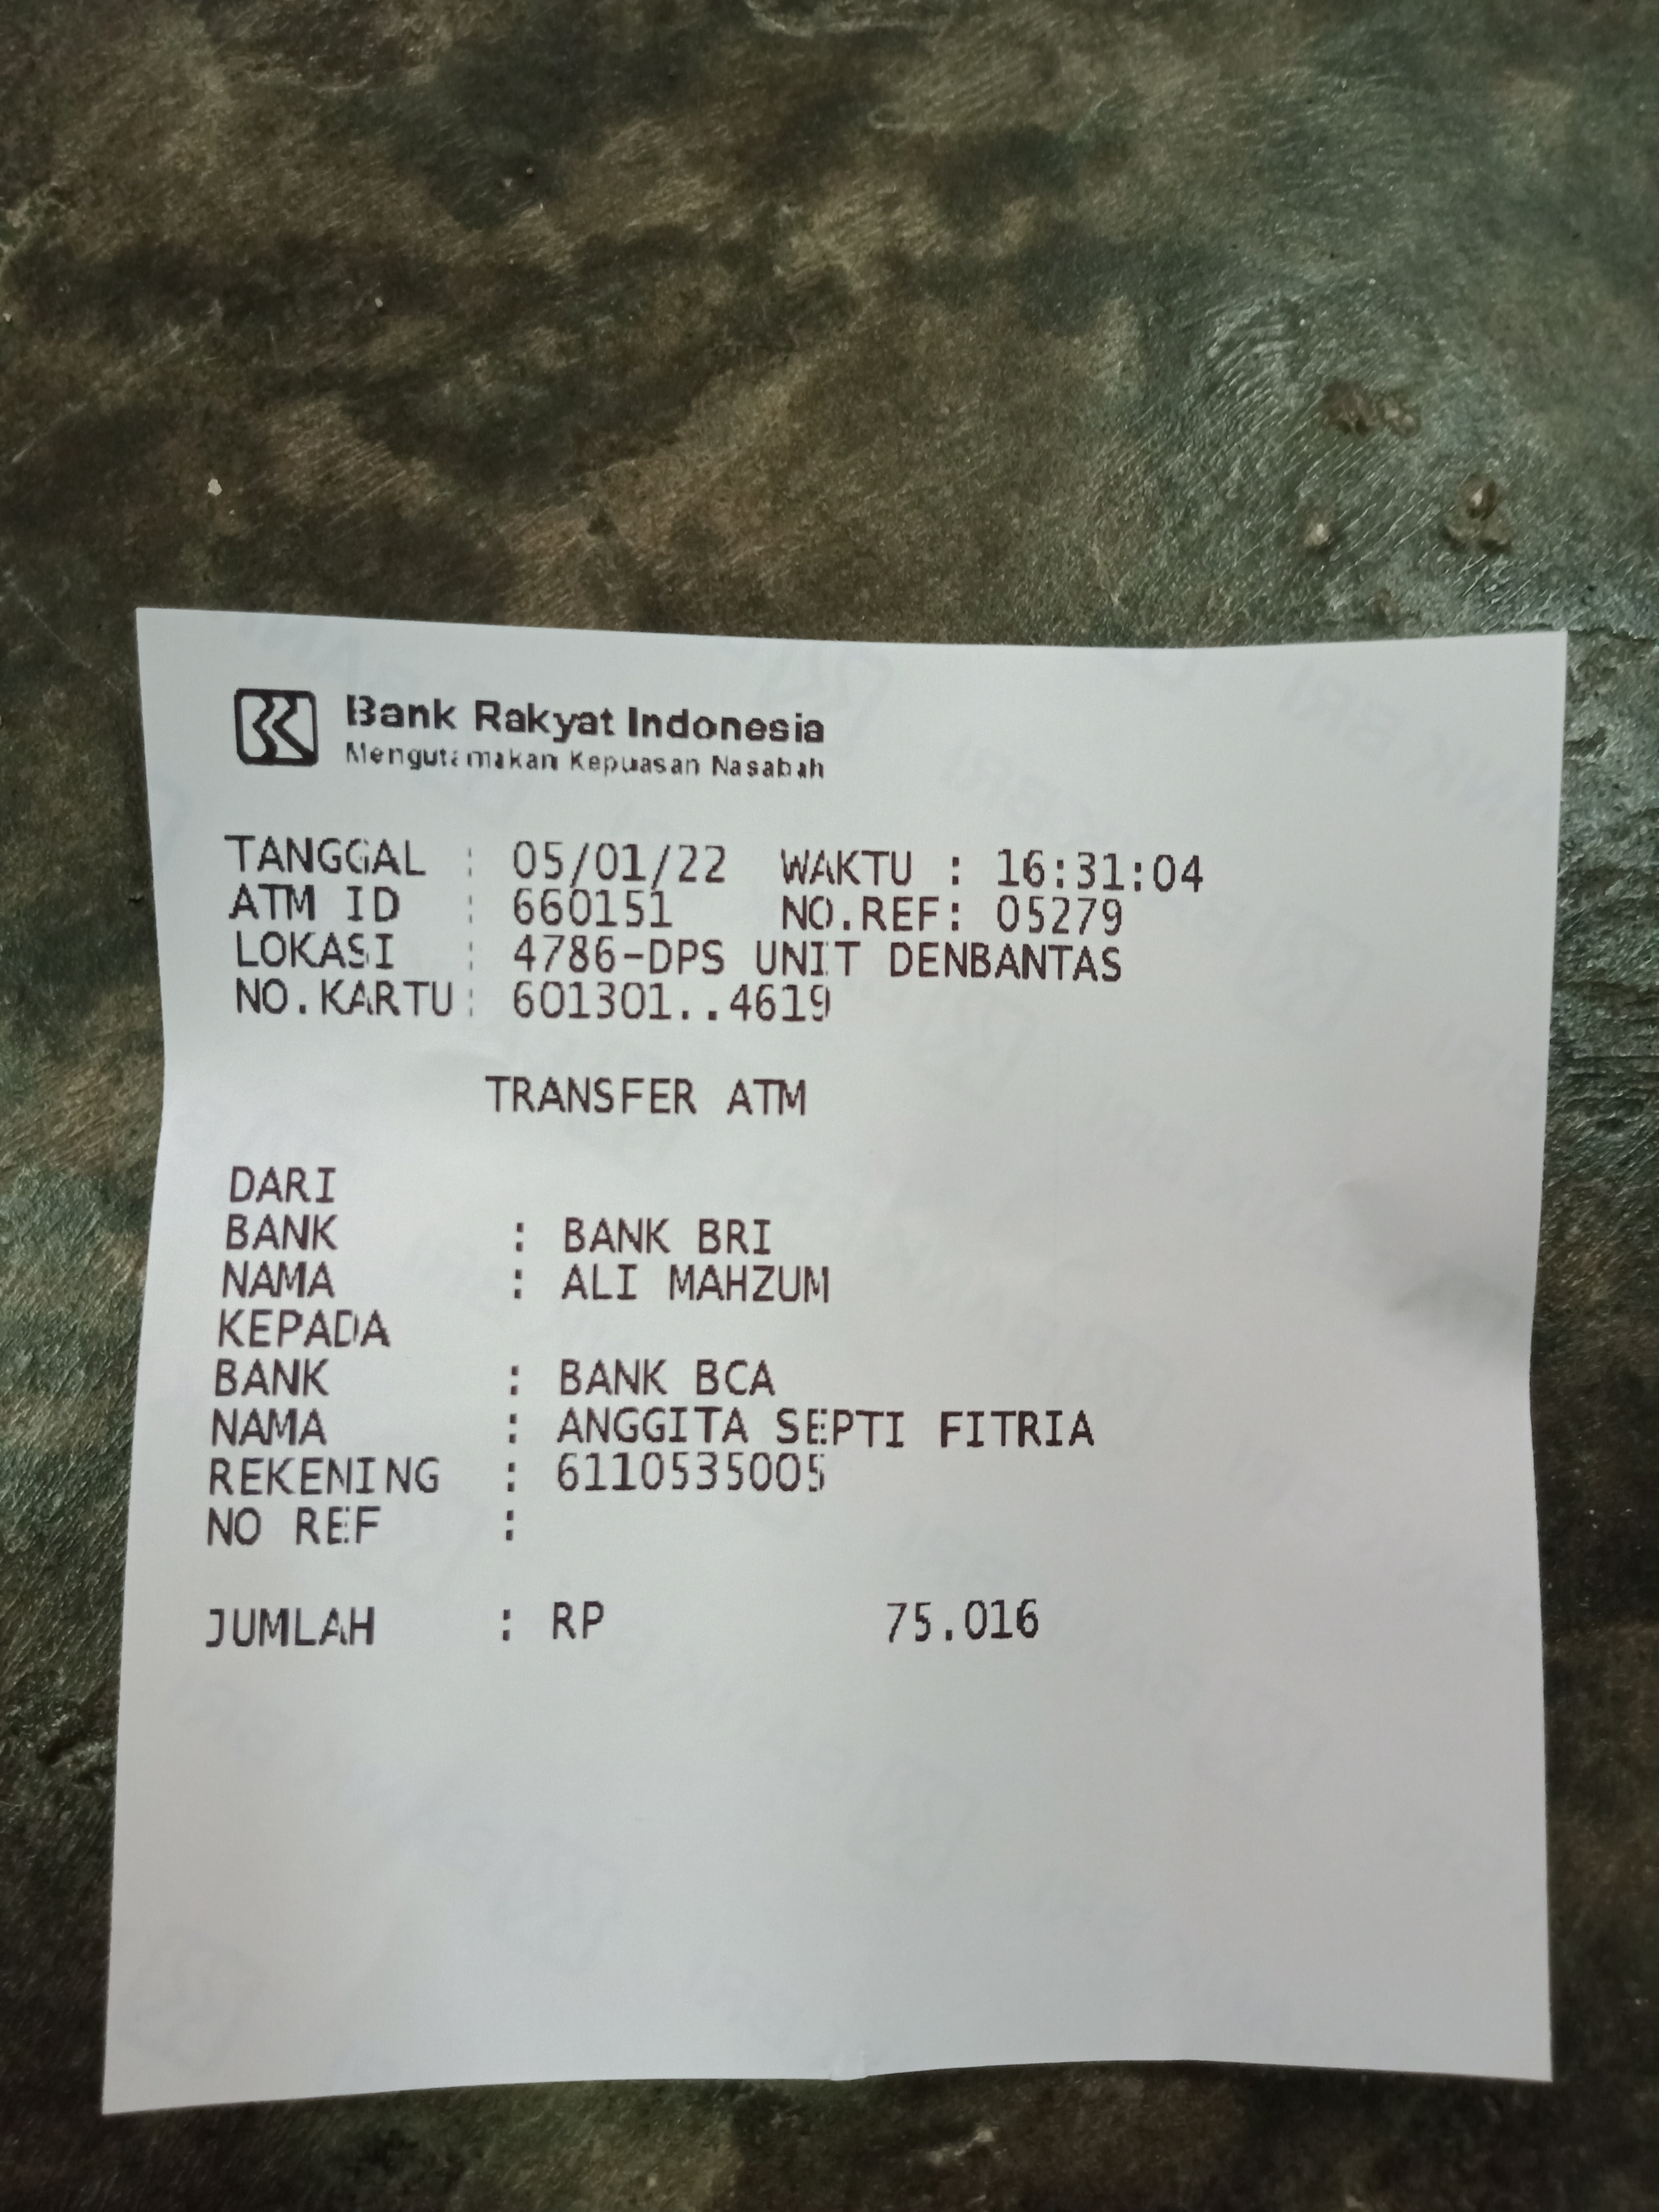 Bank Rakyat Indonesia
Mengutamakan Kepuasan Nasabah
TANGGAL : 05/01/22 WAKTU : 16:31:04
ATM ID : 660151 NO.REF: 05279
LOKASI : 4786-DPS UNIT DENBANTAS
NO.KARTU: 601301..4619
TRANSFER ATM
DARI
BANK : BANK BRI
NAMA : ALI MAHZUM
KEPADA
BANK : BANK BCA
NAMA : ANGGITA SEPTI FITRIA
REKENING : 6110535005
NO REF :
JUMLAH : RP 75.016